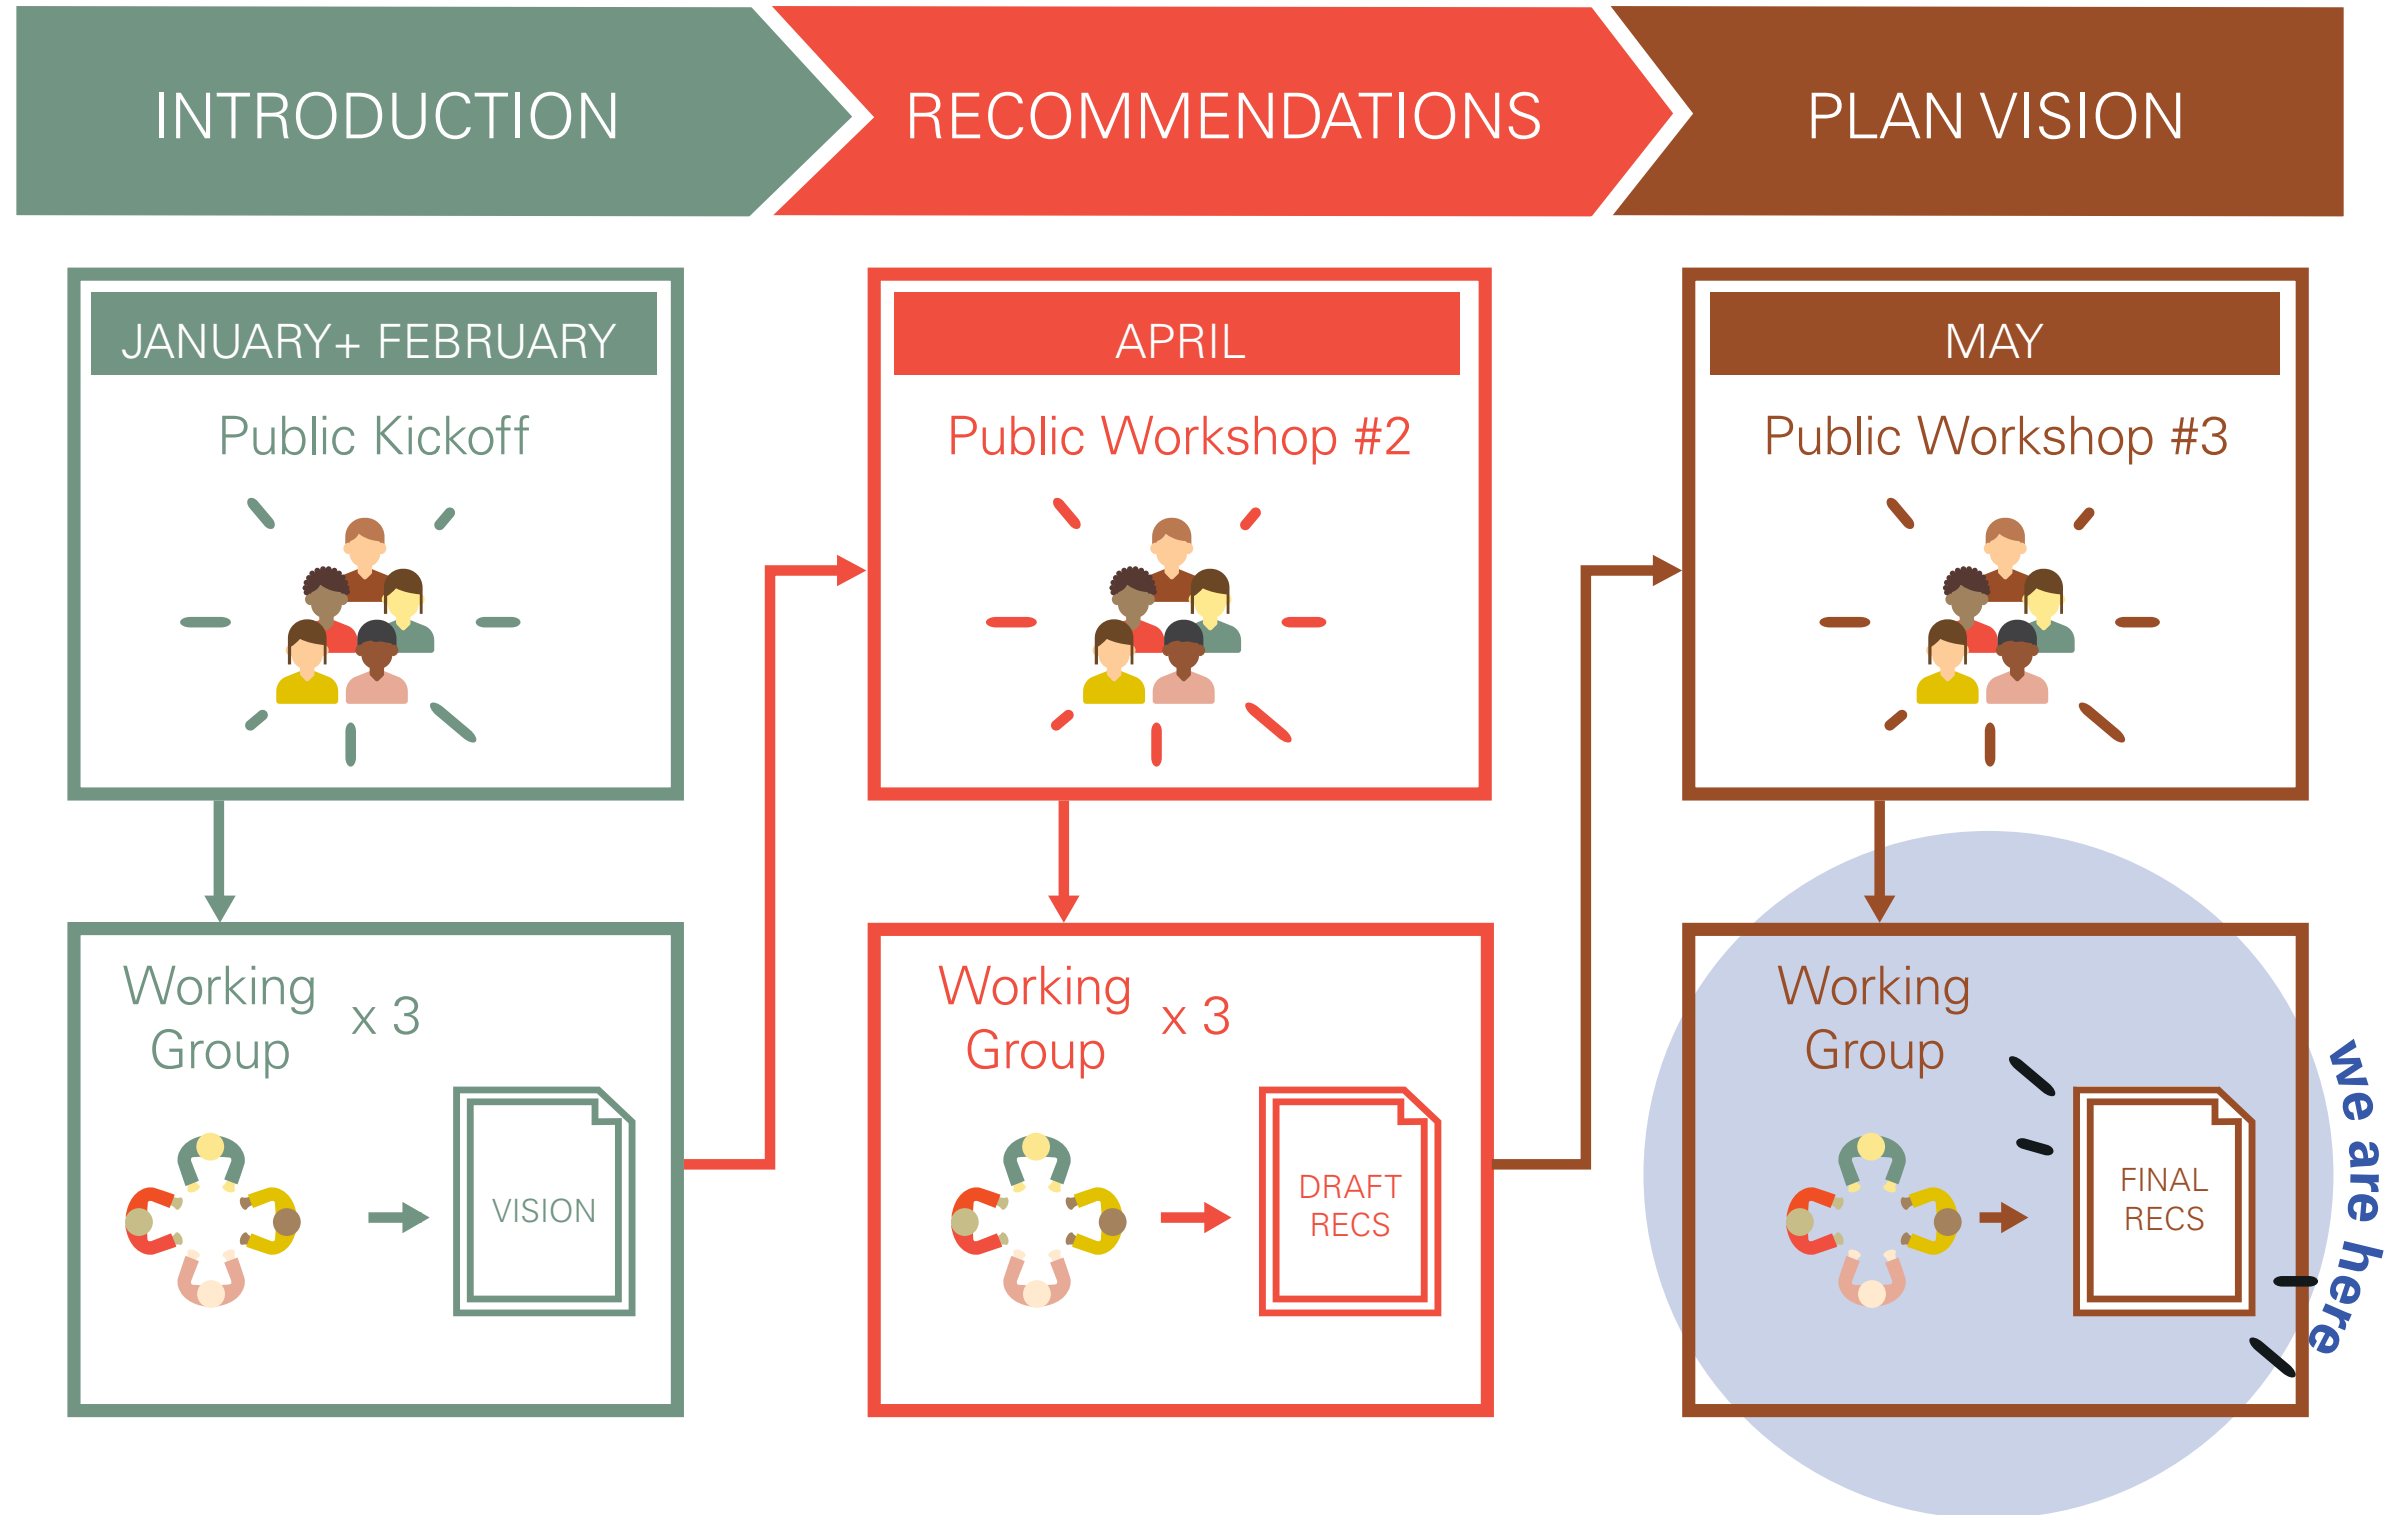 INTRODUCTION
RECOMMENDATIONS
PLAN VISION
JANUARY + FEBRUARY
Public Kickoff
APRIL
Public Workshop #2
MAY
Public Workshop #3
Working
Group
x 3
VISION
Working
Group
x 3
DRAFT
RECS
Working
Group
FINAL
RECS
we are here